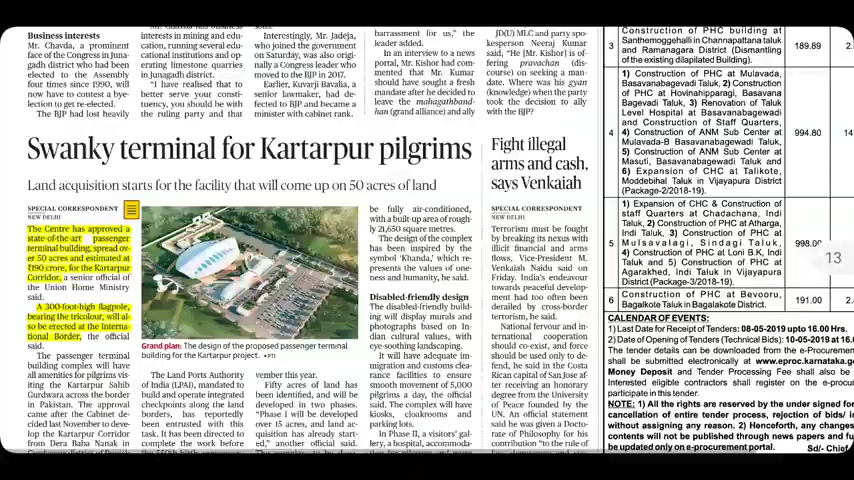 Business interests
Mr. Chavda, a prominent
face of the Congress in Juna-
gadh district who had been
elected to the Assembly
four times since 1990, will
now have to contest a bye-
election to get re-elected.
The BJP had lost heavily
interests in mining and edu-
cation, running several edu-
cational institutions and op-
erating limestone quarries
in Junagadh district.
"I have realised that to
better serve your consti-
tuency, you should be with
the ruling party and that
Interestingly, Mr. Jadeja,
who joined the government
on Saturday, was also origi-
nally a Congress leader who
moved to the BJP in 2017.
Earlier, Kuvarji Bavalia, a
senior lawmaker, had de-
fected to BJP and became a
minister with cabinet rank.
barrassment for us," the
leader added.
In an interview to a news
portal, Mr. Kishor had com-
mented that Mr. Kumar
should have sought a fresh
mandate after he decided to
leave the mahagathband-
han (grand alliance) and ally
JD(U) MLC and party spo-
kesperson Neeraj Kumar
said, "He [Mr. Kishor] is of-
fering pravachan (dis-
course) on seeking a man-
date. Where was his gyan
(knowledge) when the party
took the decision to ally
with the BJP?
Swanky terminal for Kartarpur pilgrims
Land acquisition starts for the facility that will come up on 50 acres of land
SPECIAL CORRESPONDENT
NEW DELHI
The Centre has approved a
state-of-the-art passenger
terminal building, spread ov-
er 50 acres and estimated at
₹190 crore, for the Kartarpur
Corridor, a senior official of
the Union Home Ministry
said.
A 300-foot-high flagpole,
bearing the tricolour, will al-
so be erected at the Interna-
tional Border, the official
said.
The passenger terminal
building complex will have
all amenities for pilgrims visi-
ting the Kartarpur Sahib
Gurdwara across the border
in Pakistan. The approval
came after the Cabinet de-
cided last November to devel-
op the Kartarpur Corridor
from Dera Baba Nanak in
Grand plan: The design of the proposed passenger terminal
building for the Kartarpur project. •PTI
The Land Ports Authority
of India (LPAI), mandated to
build and operate integrated
checkpoints along the land
borders, has reportedly
been entrusted with this
task. It has been directed to
complete the work before
vember this year.
Fifty acres of land has
been identified, and will be
developed in two phases.
"Phase I will be developed
over 15 acres, and land ac-
quisition has already start-
ed," another official said.
be fully air-conditioned,
with a built-up area of rough-
ly 21,650 square metres.
The design of the complex
has been inspired by the
symbol 'Khanda,' which re-
presents the values of one-
ness and humanity, he said.
Disabled-friendly design
The disabled-friendly build-
ing will display murals and
photographs based on In-
dian cultural values, with
eye-soothing landscaping.
It will have adequate im-
migration and customs clea-
rance facilities to ensure
smooth movement of 5,000
pilgrims a day, the official
said. The complex will have
kiosks, cloakrooms and
parking lots.
In Phase II, a visitors' gal-
lery, a hospital, accommoda-
Fight illegal
arms and cash,
says Venkaiah
SPECIAL CORRESPONDENT
NEW DELHI
Terrorism must be fought
by breaking its nexus with
illicit financial and arms
flows, Vice-President M.
Venkaiah Naidu said on
Friday. India's endeavour
towards peaceful develop-
ment had too often been
derailed by cross-border
terrorism, he said.
National fervour and in-
ternational cooperation
should co-exist, and force
should be used only to de-
fend, he said in the Costa
Rican capital of San Jose af-
ter receiving an honorary
degree from the University
of Peace founded by the
UN. An official statement
said he was given a Docto-
rate of Philosophy for his
contribution "to the rule of
3
Construction of PHC building at
Santhemoggehalli in Channapattana taluk
and Ramanagara District (Dismantling
of the existing dilapilated Building).
189.89
4
1) Construction of PHC at Mulavada,
Basavanabagevadi Taluk, 2) Construction
of PHC at Hovinahipparagi, Basavana
Bagevadi Taluk, 3) Renovation of Taluk
Level Hospital at Basavanabagewadi
and Construction of Staff Quarters,
4) Construction of ANM Sub Center at
Mulavada-B Basavanabagewadi Taluk,
5) Construction of ANM Sub Center at
Masuti, Basavanabagewadi Taluk and
6) Expansion of CHC at Talikote,
Moddebihal Taluk in Vijayapura District
(Package-2/2018-19).
994.80
14
5
1) Expansion of CHC & Construction of
staff Quarters at Chadachana, Indi
Taluk, 2) Construction of PHC at Atharga,
Indi Taluk, 3) Construction of PHC at
Mulsavalagi, Sindagi Taluk,
4) Construction of PHC at Loni B.K, Indi
Taluk and 5) Construction of PHC at
Agarakhed, Indi Taluk in Vijayapura
District.(Package-3/2018-19).
13
6
Construction of PHC at Bevooru,
Bagalkote Taluk in Bagalakote District.
191.00
2.
CALENDAR OF EVENTS:
1) Last Date for Receipt of Tenders: 08-05-2019 upto 16.00 Hrs.
2) Date of Opening of Tenders (Technical Bids): 10-05-2019 at 16.
The tender details can be downloaded from the e-Procurement
shall be submitted electronically at www.eproc.karnataka.
Money Deposit and Tender Processing Fee shall also be
Interested eligible contractors shall register on the e-procu
participate in this tender.
NOTE: 1) All the rights are reserved by the under signed for
cancellation of entire tender process, rejection of bids/
without assigning any reason. 2) Henceforth, any changes
contents will not be published through news papers and
be updated only on e-procurement portal.
Sd/- Chief